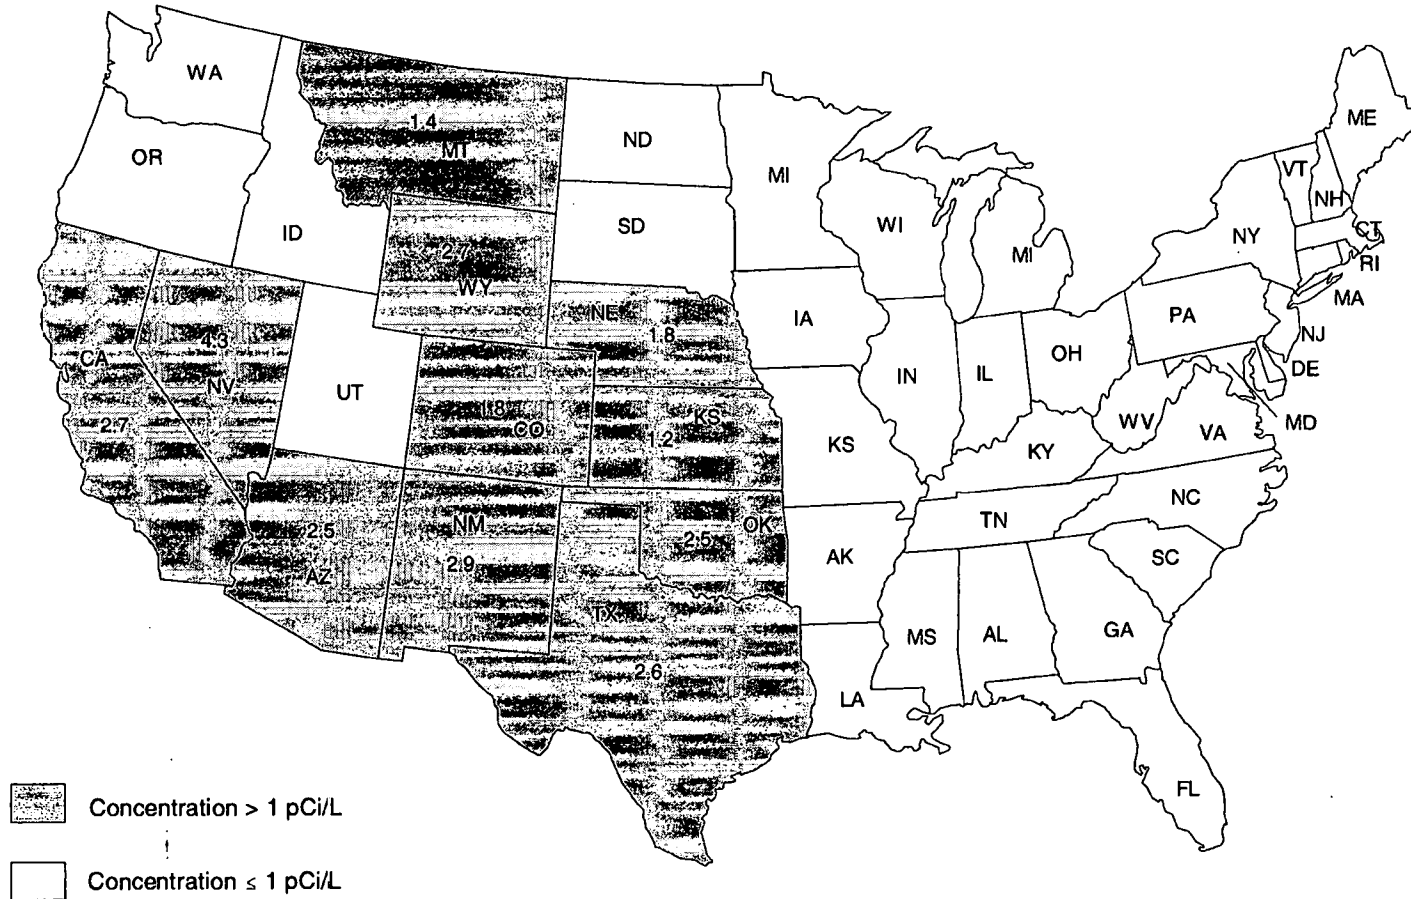 WA
OR
ID
1.4
MT
2.7
WY
ND
SD
MI
WI
MI
ME
VT
NH
NY
CT
RI
MA
PA
NJ
DE
MD
NE
1.8
IA
IN
IL
OH
WV
VA
KY
CA
2.7
4.3
NV
UT
CO
KS
1.2
KS
TN
NC
SC
2.5
AZ
NM
2.9
OK
2.5
TX
2.6
AK
LA
MS
AL
GA
FL
Concentration > 1 pCi/L
Concentration ≤ 1 pCi/L